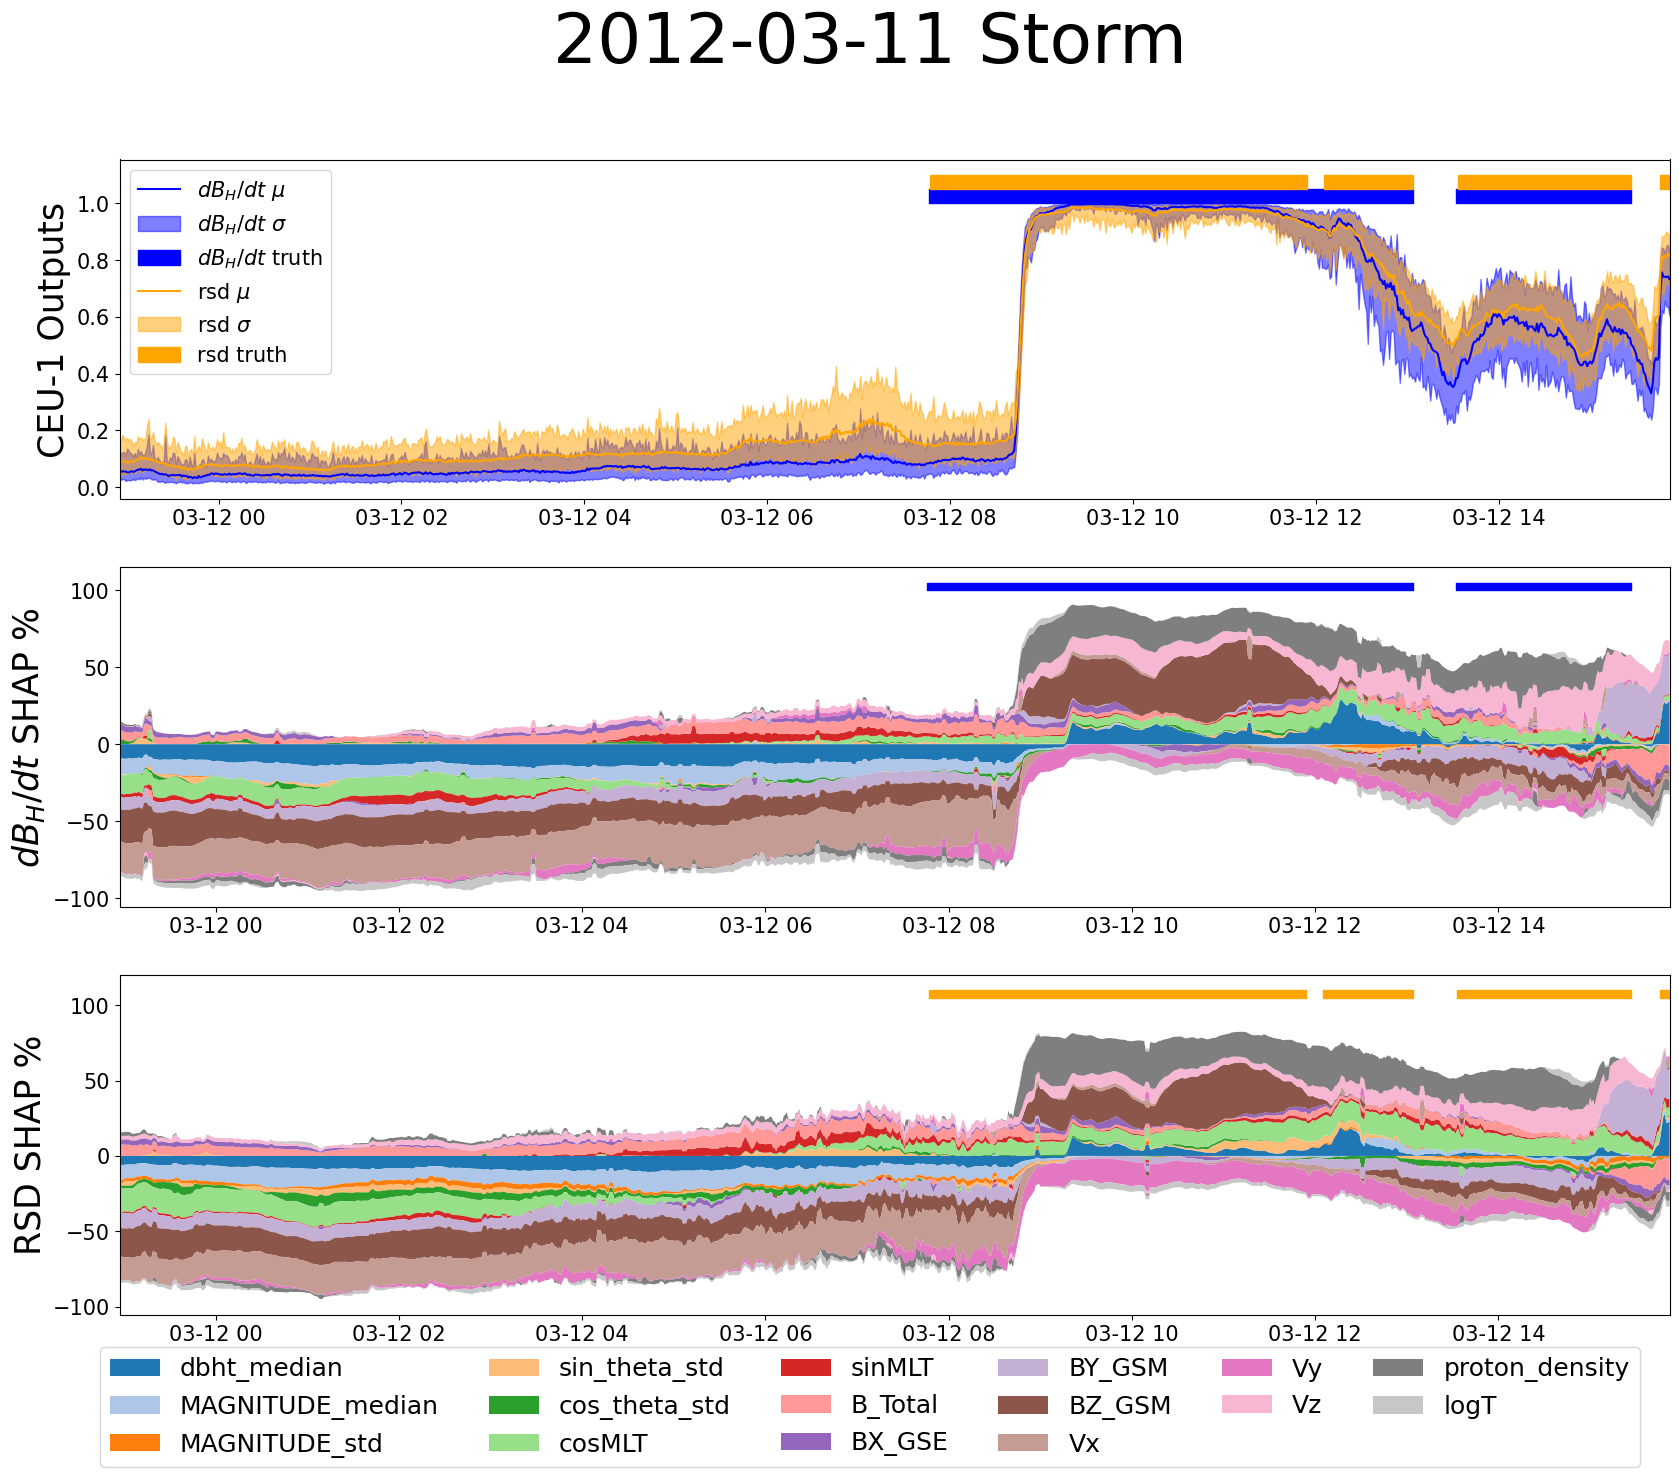 2012-03-11 Storm
CEU-1 Outputs
1.0
0.8
0.6
0.4
0.2
0.0
dB_H/dt μ
dB_H/dt σ
dB_H/dt truth
rsd μ
rsd σ
rsd truth
03-12 00 03-12 02 03-12 04 03-12 06 03-12 08 03-12 10 03-12 12 03-12 14
dB_H/dt SHAP %
100
50
0
−50
−100
03-12 00 03-12 02 03-12 04 03-12 06 03-12 08 03-12 10 03-12 12 03-12 14
RSD SHAP %
100
50
0
−50
−100
03-12 00 03-12 02 03-12 04 03-12 06 03-12 08 03-12 10 03-12 12 03-12 14
dbht_median sin_theta_std sinMLT BY_GSM Vy proton_density
MAGNITUDE_median cos_theta_std B_Total BZ_GSM Vz logT
MAGNITUDE_std cosMLT BX_GSE Vx